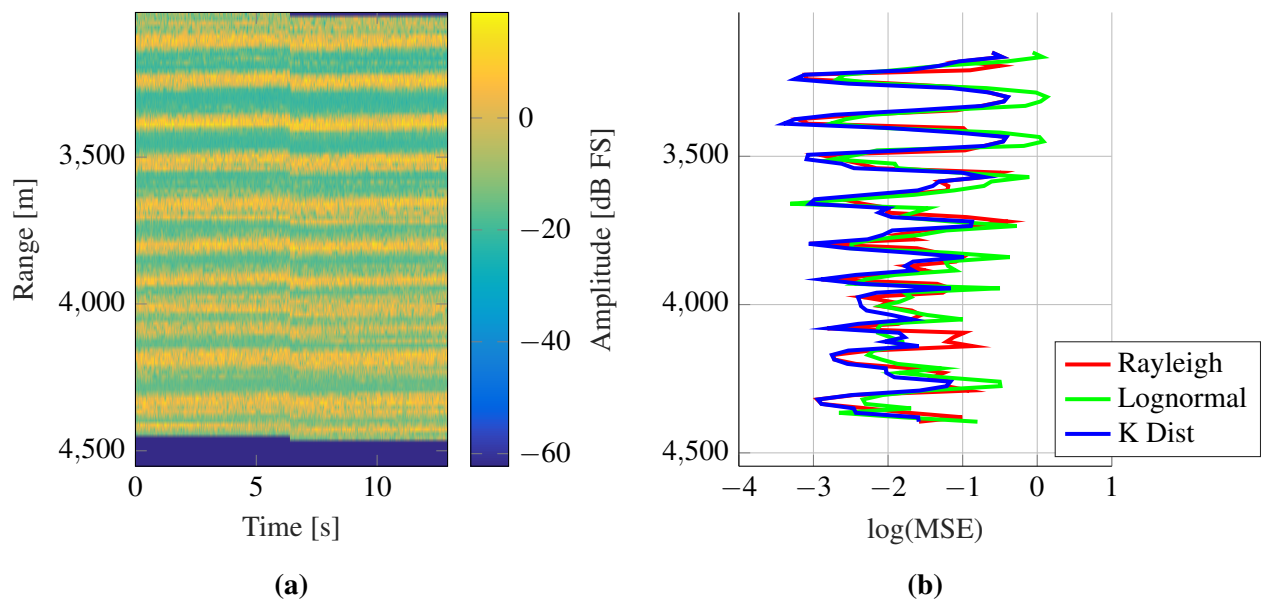 0
−20
−40
−60
Amplitude [dB FS]
3,500
4,000
4,500
Range [m]
0
5
10
Time [s]
(a)
3,500
4,000
4,500
−4
−3
−2
−1
0
1
log(MSE)
Rayleigh
Lognormal
K Dist
(b)